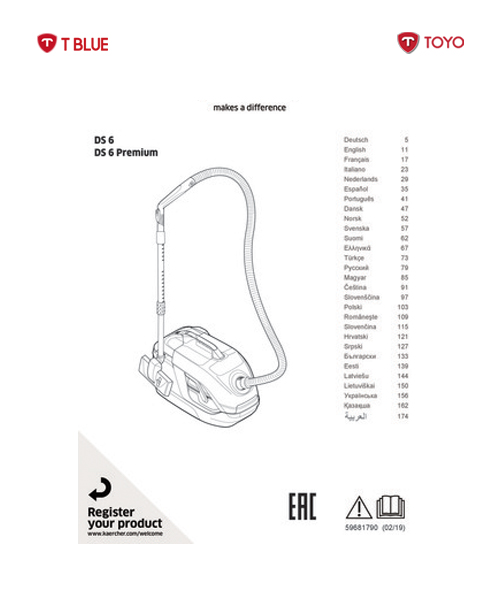 T BLUE
T TOYO
makes a difference
DS 6
DS 6 Premium
Deutsch 5
English 11
Français 17
Italiano 23
Nederlands 29
Español 35
Português 41
Dansk 47
Norsk 52
Svenska 57
Suomi 62
Ελληνικά 67
Türkçe 73
Русский 79
Magyar 85
Čeština 91
Slovenščina 97
Polski 103
Româneşte 109
Slovenčina 115
Hrvatski 121
Srpski 127
Български 133
Eesti 139
Latviešu 144
Lietuviškai 150
Українська 156
Қазақша 162
العربية 174
Register
your product
www.kaercher.com/welcome
EAC
59681790 (02/19)